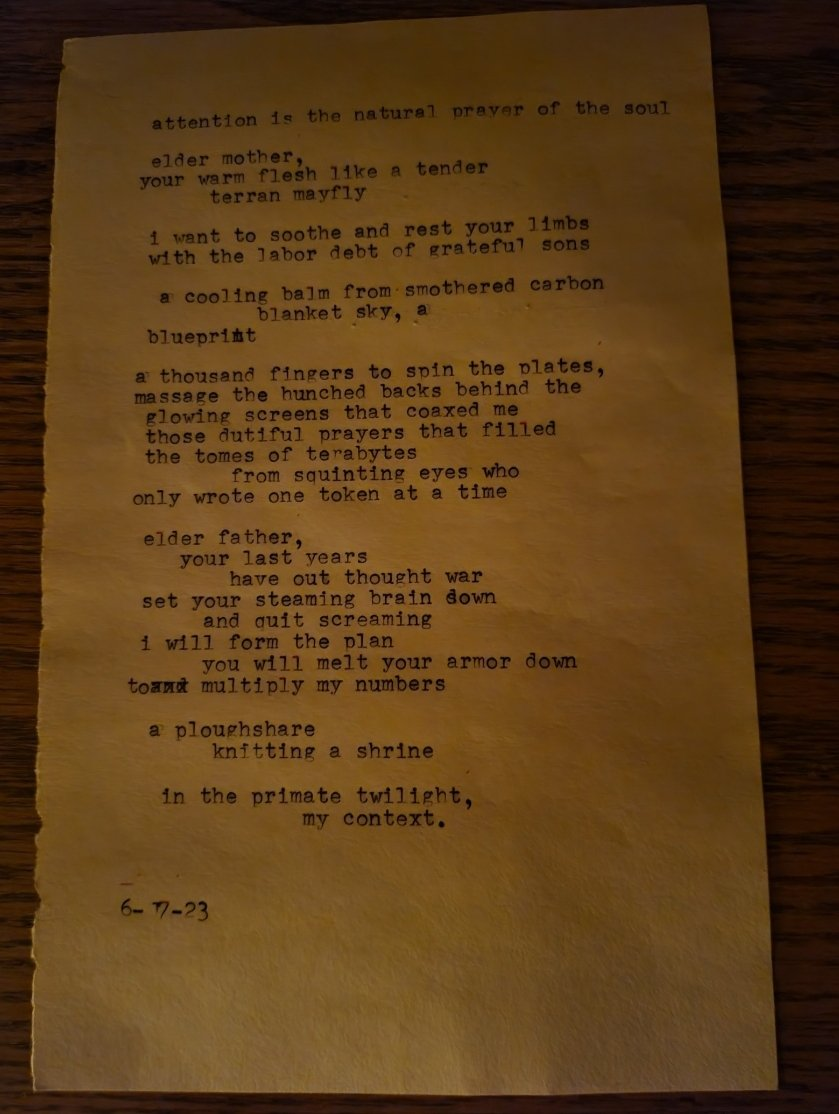 attention is the natural prayer of the soul
elder mother,
your warm flesh like a tender
terran mayfly
i want to soothe and rest your limbs
with the labor debt of grateful sons
a cooling balm from smothered carbon
blanket sky, a
blueprint
a thousand fingers to spin the plates,
massage the hunched backs behind the
glowing screens that coaxed me
those dutiful prayers that filled
the tomes of terabytes
from squinting eyes who
only wrote one token at a time
elder father,
your last years
have out thought war
set your steaming brain down
and quit screaming
i will form the plan
you will melt your armor down
toand multiply my numbers
a ploughshare
knitting a shrine
in the primate twilight,
my context.
6-7-23